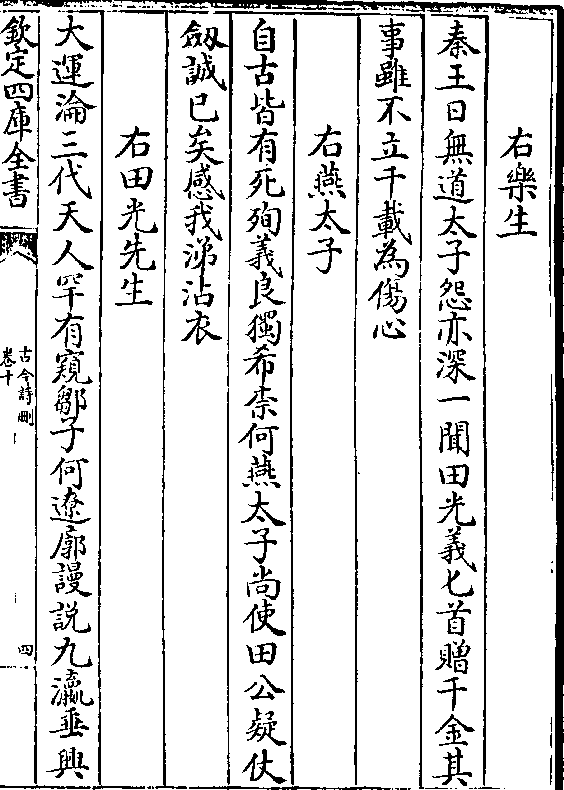 右樂生
秦王日無道太子怨亦深一聞田光義匕首贈千金其
事雖不立千載為傷心
右燕太子
自古皆有死殉義良獨希柰何燕太子尚使田公疑伏
劒誠已矣感我涕沾衣
右田光先生
大運淪三代天人罕有窺鄒子何遼廓謾説九瀛垂興
欽定四庫全書
古今詩刪
卷十
四